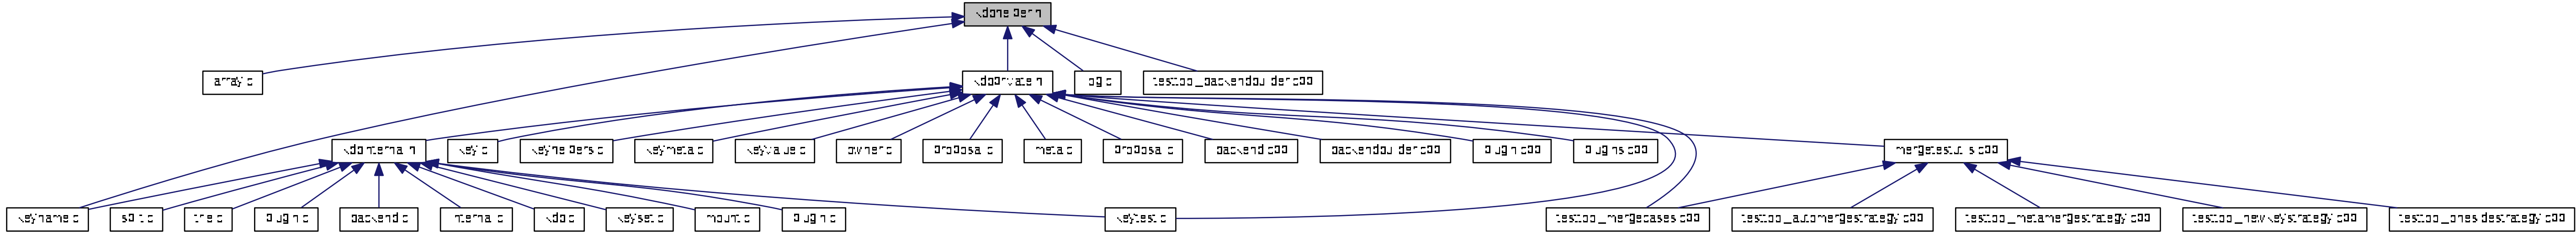 kdbhelper.h
array.c
kdbprivate.h
log.c
testtool_backendbuilder.cpp
kdbinternal.h
key.c
keyhelpers.c
keymeta.c
keyvalue.c
owner.c
proposal.c
meta.c
proposal.c
backend.cpp
backendbuilder.cpp
plugin.cpp
plugins.cpp
mergetestutils.cpp
keyname.c
split.c
trie.c
plugin.c
backend.c
internal.c
kdb.c
keyset.c
mount.c
plugin.c
keytest.c
testtool_mergecases.cpp
testtool_automergestrategy.cpp
testtool_metamergestrategy.cpp
testtool_newkeystrategy.cpp
testtool_onesidestrategy.cpp